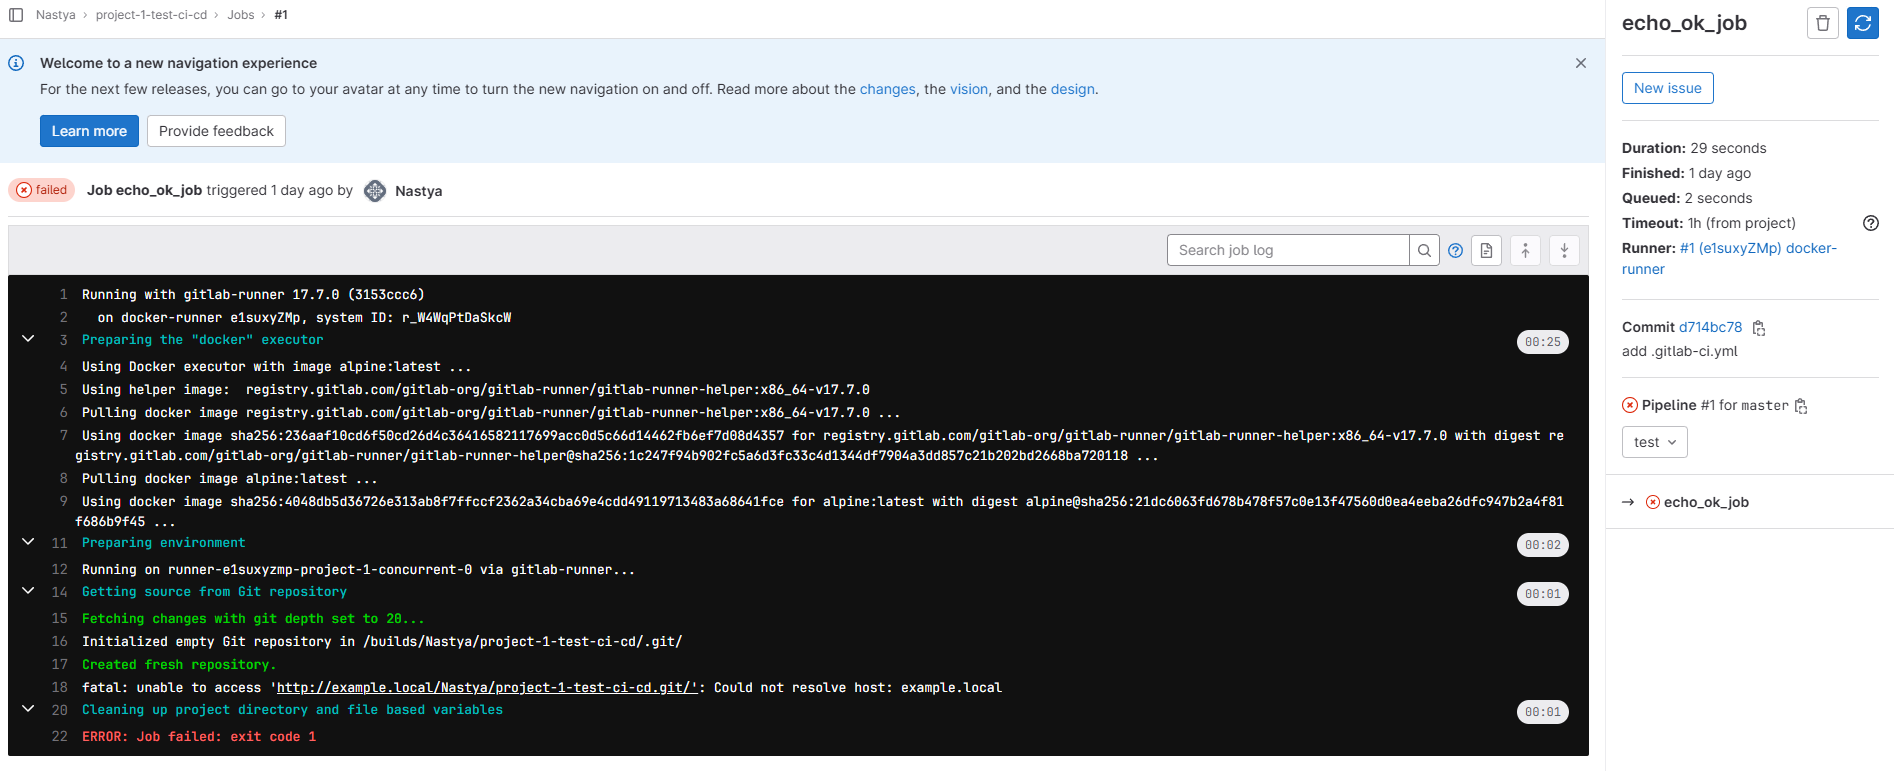 Nastya › project-1-test-ci-cd › Jobs › #1
Welcome to a new navigation experience
For the next few releases, you can go to your avatar at any time to turn the new navigation on and off. Read more about the changes, the vision, and the design.
Learn more Provide feedback
failed Job echo_ok_job triggered 1 day ago by Nastya
Search job log
1 Running with gitlab-runner 17.7.0 (3153ccc6)
2 on docker-runner e1suxyZMp, system ID: r_W4WqPtDaSkcW
3 Preparing the "docker" executor 00:25
4 Using Docker executor with image alpine:latest ...
5 Using helper image: registry.gitlab.com/gitlab-org/gitlab-runner/gitlab-runner-helper:x86_64-v17.7.0
6 Pulling docker image registry.gitlab.com/gitlab-org/gitlab-runner/gitlab-runner-helper:x86_64-v17.7.0 ...
7 Using docker image sha256:236aaf10cd6f50cd26d4c36416582117699acc0d5c66d14462fb6ef7d08d4357 for registry.gitlab.com/gitlab-org/gitlab-runner/gitlab-runner-helper:x86_64-v17.7.0 with digest re
gistry.gitlab.com/gitlab-org/gitlab-runner/gitlab-runner-helper@sha256:1c247f94b902fc5a6d3fc33c4d1344df7904a3dd857c21b202bd2668ba720118 ...
8 Pulling docker image alpine:latest ...
9 Using docker image sha256:4048db5d36726e313ab8f7ffccf2362a34cba69e4cdd49119713483a68641fce for alpine:latest with digest alpine@sha256:21dc6063fd678b478f57c0e13f47560d0ea4eeba26dfc947b2a4f81
f686b9f45 ...
11 Preparing environment 00:02
12 Running on runner-e1suxyzmp-project-1-concurrent-0 via gitlab-runner...
14 Getting source from Git repository 00:01
15 Fetching changes with git depth set to 20...
16 Initialized empty Git repository in /builds/Nastya/project-1-test-ci-cd/.git/
17 Created fresh repository.
18 fatal: unable to access 'http://example.local/Nastya/project-1-test-ci-cd.git/': Could not resolve host: example.local
20 Cleaning up project directory and file based variables 00:01
22 ERROR: Job failed: exit code 1
echo_ok_job
New issue
Duration: 29 seconds
Finished: 1 day ago
Queued: 2 seconds
Timeout: 1h (from project)
Runner: #1 (e1suxyZMp) docker-
runner
Commit d714bc78
add .gitlab-ci.yml
Pipeline #1 for master
test
→ echo_ok_job